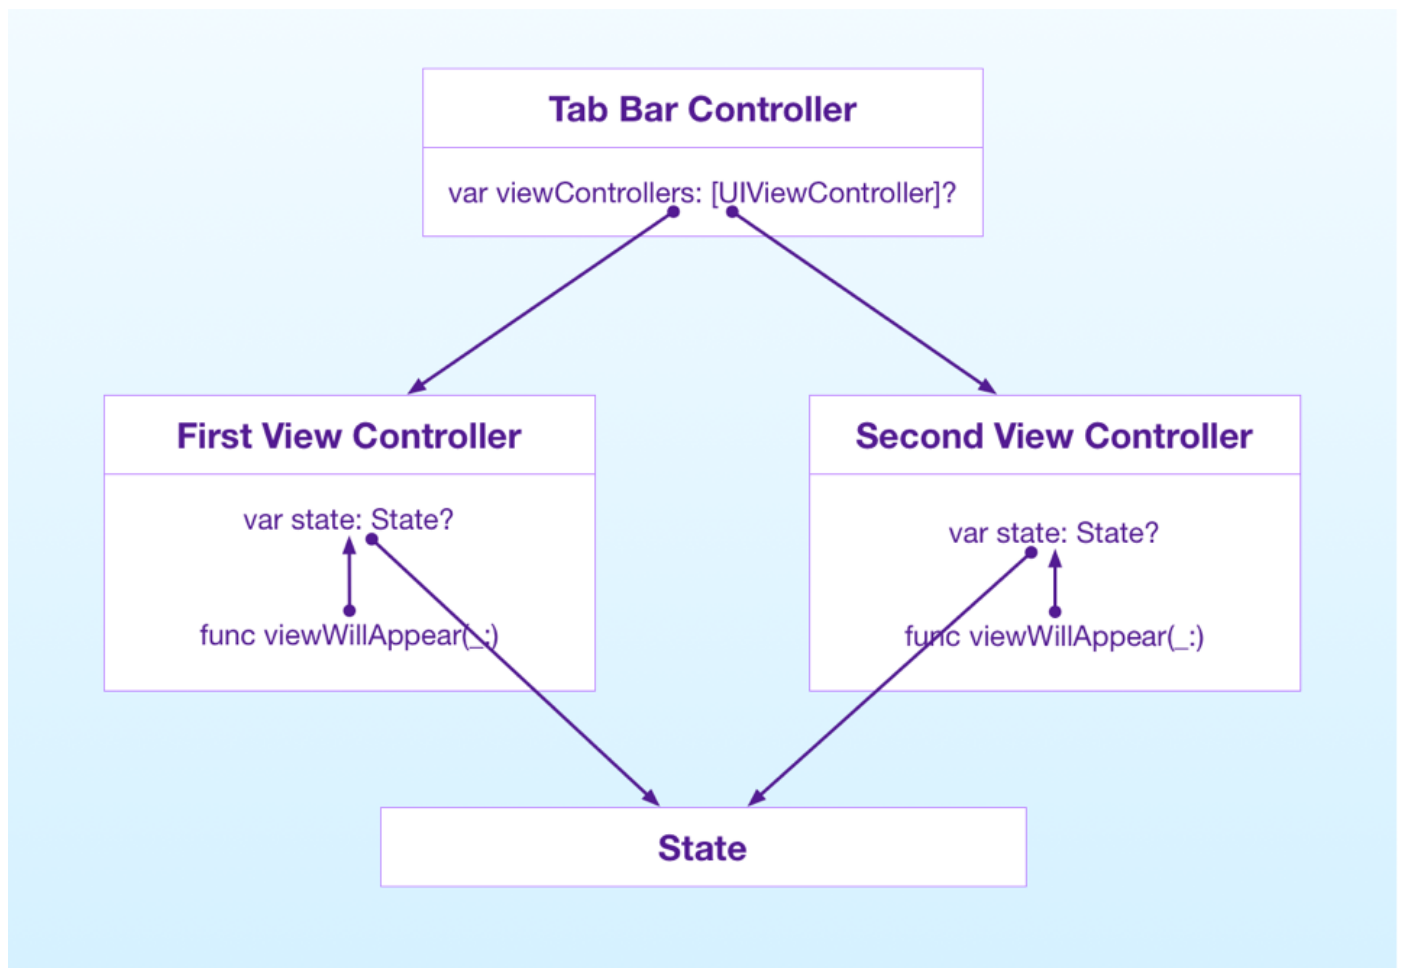 Tab Bar Controller
var viewControllers: [UIViewController]?
First View Controller
var state: State?
func viewWillAppear(_:)
Second View Controller
var state: State?
func viewWillAppear(_:)
State